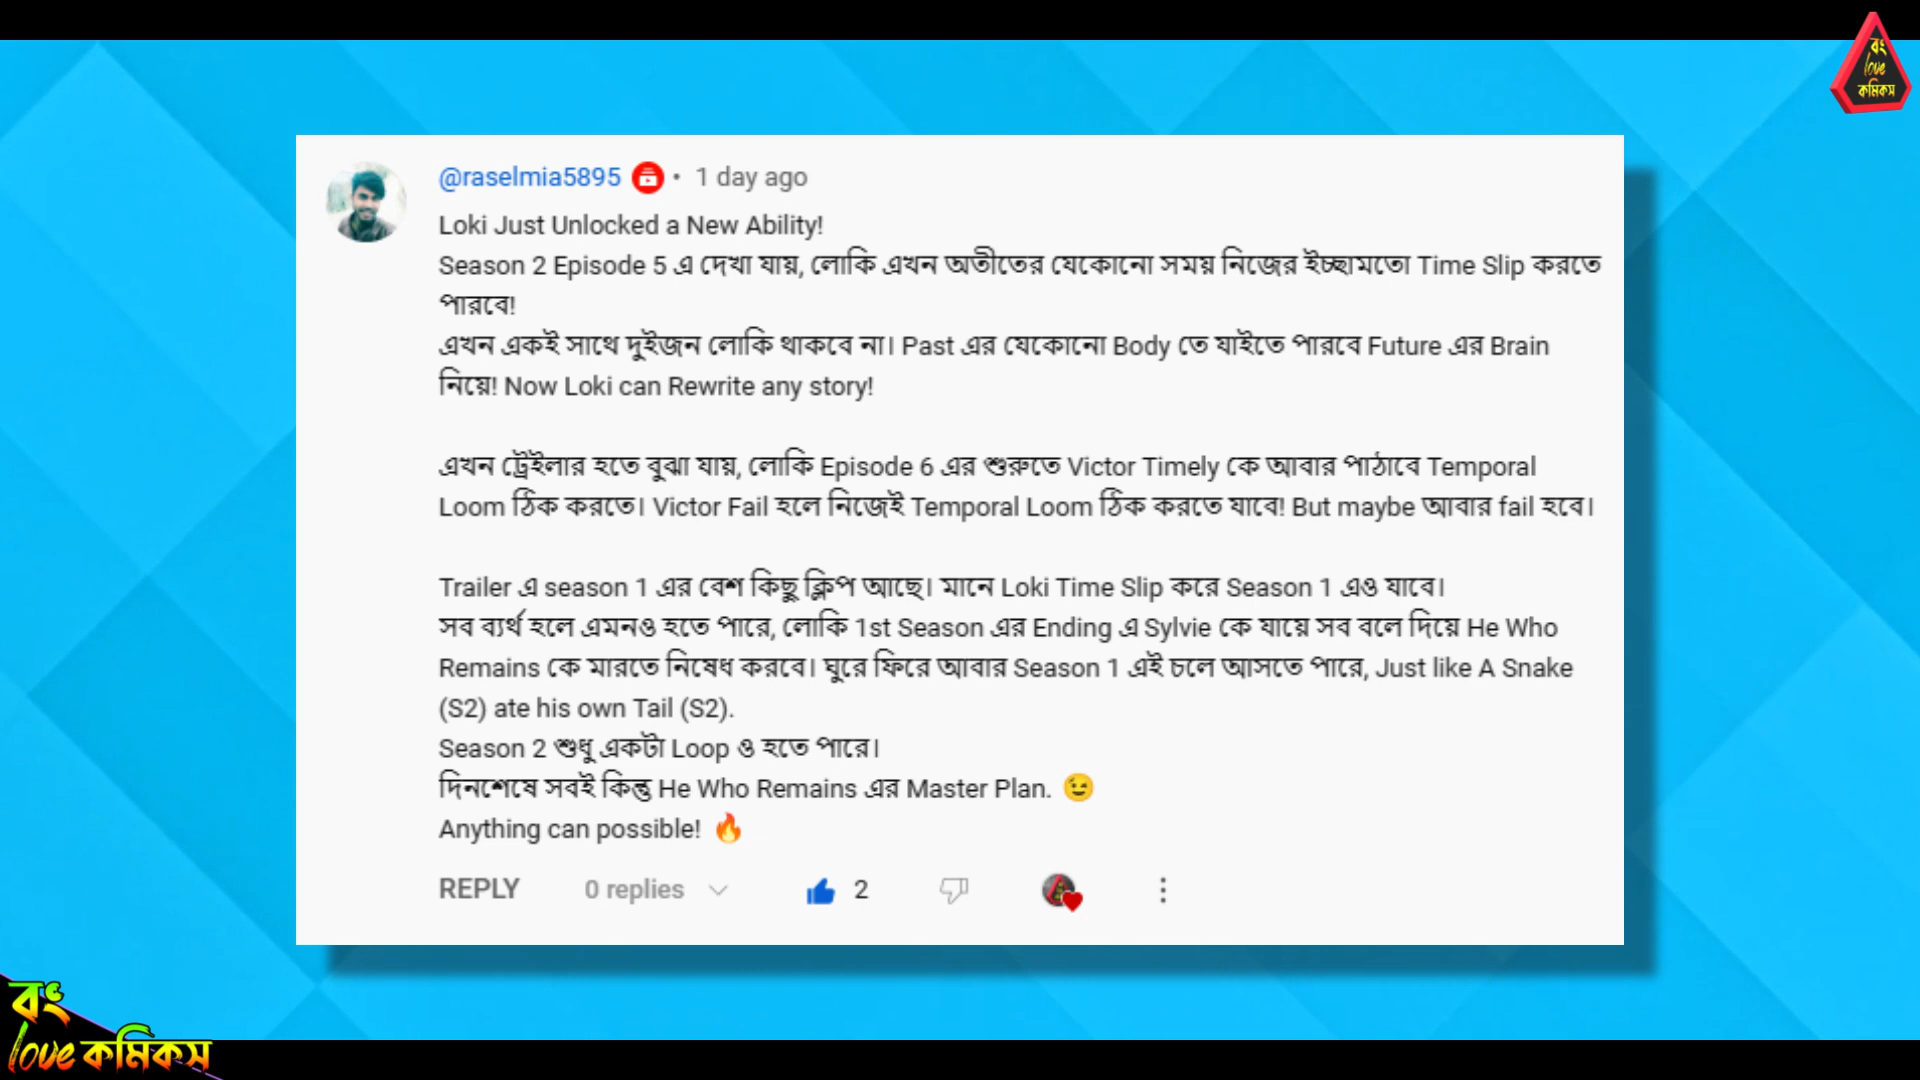 বং
love
কমিকস
@raselmia5895 • 1 day ago
Loki Just Unlocked a New Ability!
Season 2 Episode 5 এ দেখা যায়, লোকি এখন অতীতের যেকোনো সময় নিজের ইচ্ছামতো Time Slip করতে
পারবে!
এখন একই সাথে দুইজন লোকি থাকবে না। Past এর যেকোনো Body তে যাইতে পারবে Future এর Brain
নিয়ে! Now Loki can Rewrite any story!
এখন ট্রেইলার হতে বুঝা যায়, লোকি Episode 6 এর শুরুতে Victor Timely কে আবার পাঠাবে Temporal
Loom ঠিক করতে। Victor Fail হলে নিজেই Temporal Loom ঠিক করতে যাবে! But maybe আবার fail হবে।
Trailer এ season 1 এর বেশ কিছু ক্লিপ আছে। মানে Loki Time Slip করে Season 1 এও যাবে।
সব ব্যর্থ হলে এমনও হতে পারে, লোকি 1st Season এর Ending এ Sylvie কে যায়ে সব বলে দিয়ে He Who
Remains কে মারতে নিষেধ করবে। ঘুরে ফিরে আবার Season 1 এই চলে আসতে পারে, Just like A Snake
(S2) ate his own Tail (S2).
Season 2 শুধু একটা Loop ও হতে পারে।
দিনশেষে সবই কিন্তু He Who Remains এর Master Plan. 😉
Anything can possible! 🔥
REPLY 0 replies 2
বং
love কমিকস